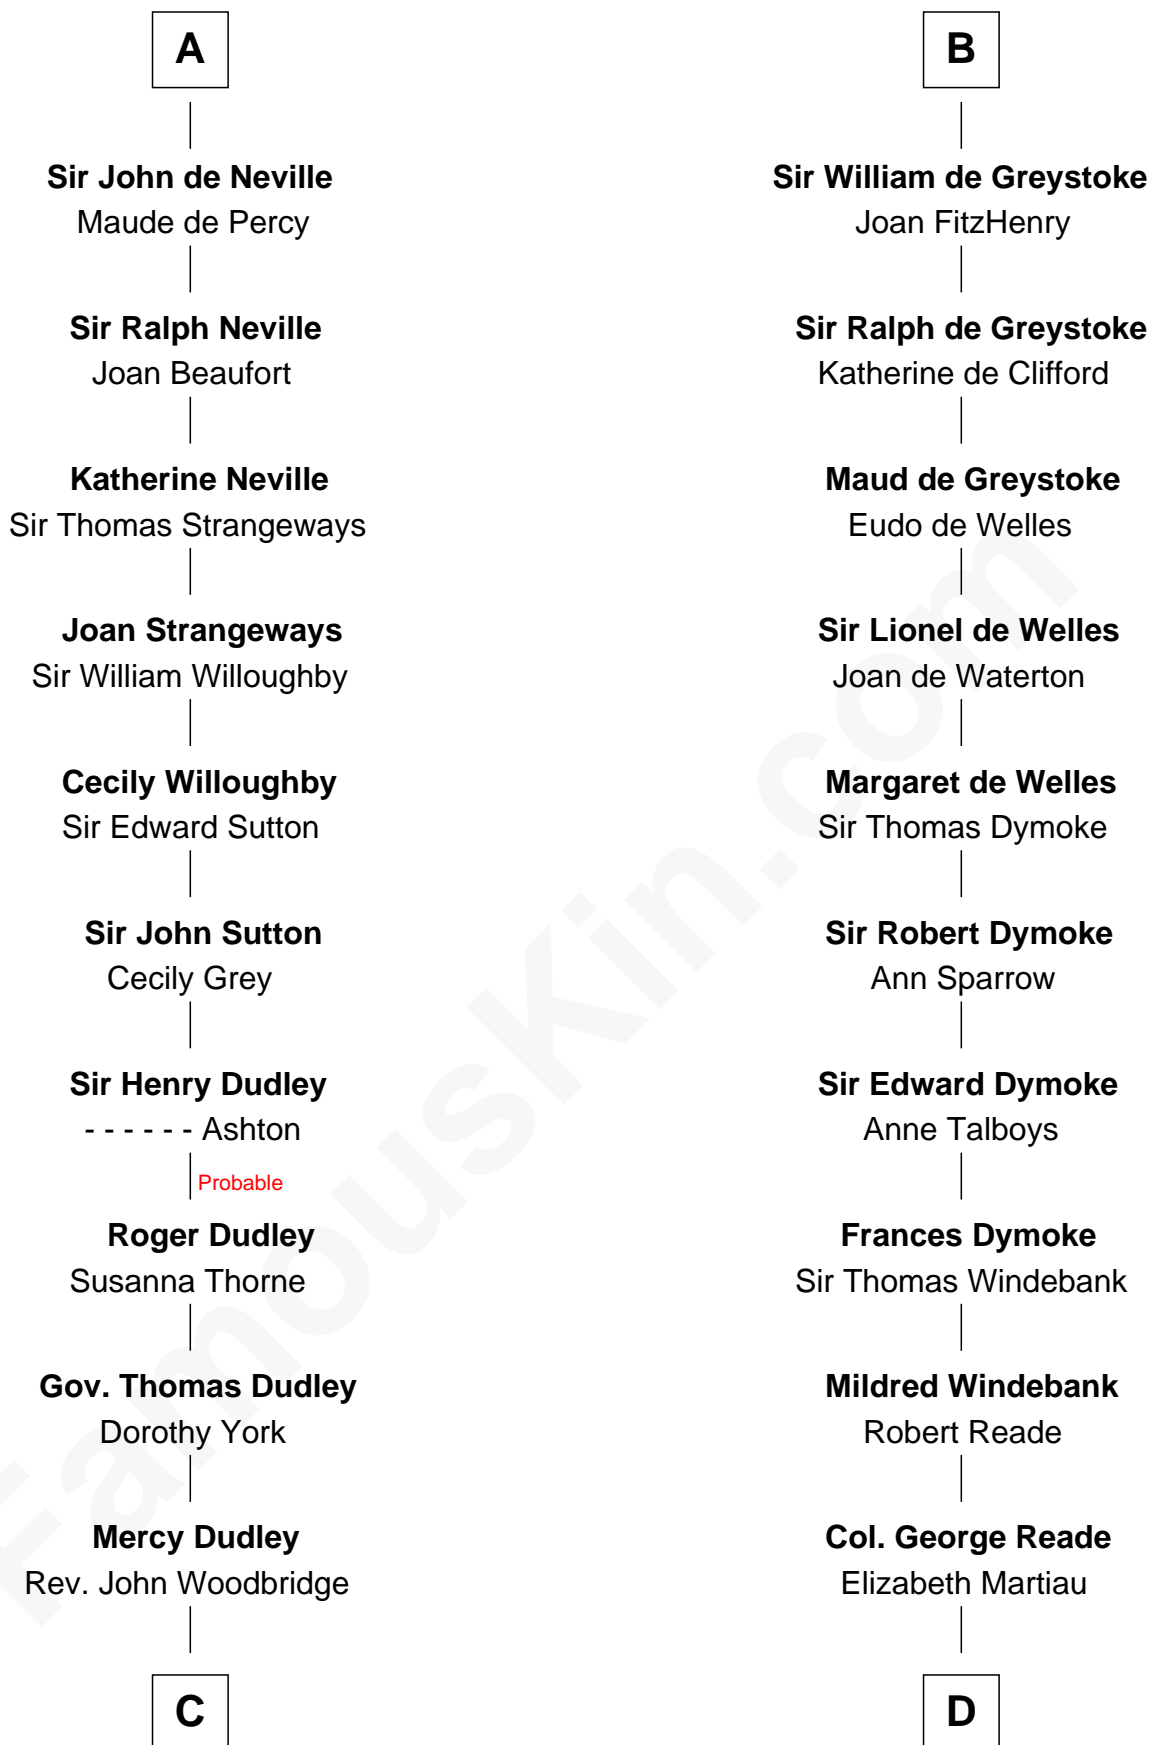 A
Sir John de Neville
Maude de Percy
Sir Ralph Neville
Joan Beaufort
Katherine Neville
Sir Thomas Strangeways
Joan Strangeways
Sir William Willoughby
Cecily Willoughby
Sir Edward Sutton
Sir John Sutton
Cecily Grey
Sir Henry Dudley
- - - - - - Ashton
Probable
Roger Dudley
Susanna Thorne
Gov. Thomas Dudley
Dorothy York
Mercy Dudley
Rev. John Woodbridge
C
B
Sir William de Greystoke
Joan FitzHenry
Sir Ralph de Greystoke
Katherine de Clifford
Maud de Greystoke
Eudo de Welles
Sir Lionel de Welles
Joan de Waterton
Margaret de Welles
Sir Thomas Dymoke
Sir Robert Dymoke
Ann Sparrow
Sir Edward Dymoke
Anne Talboys
Frances Dymoke
Sir Thomas Windebank
Mildred Windebank
Robert Reade
Col. George Reade
Elizabeth Martiau
D
FamousKin.com